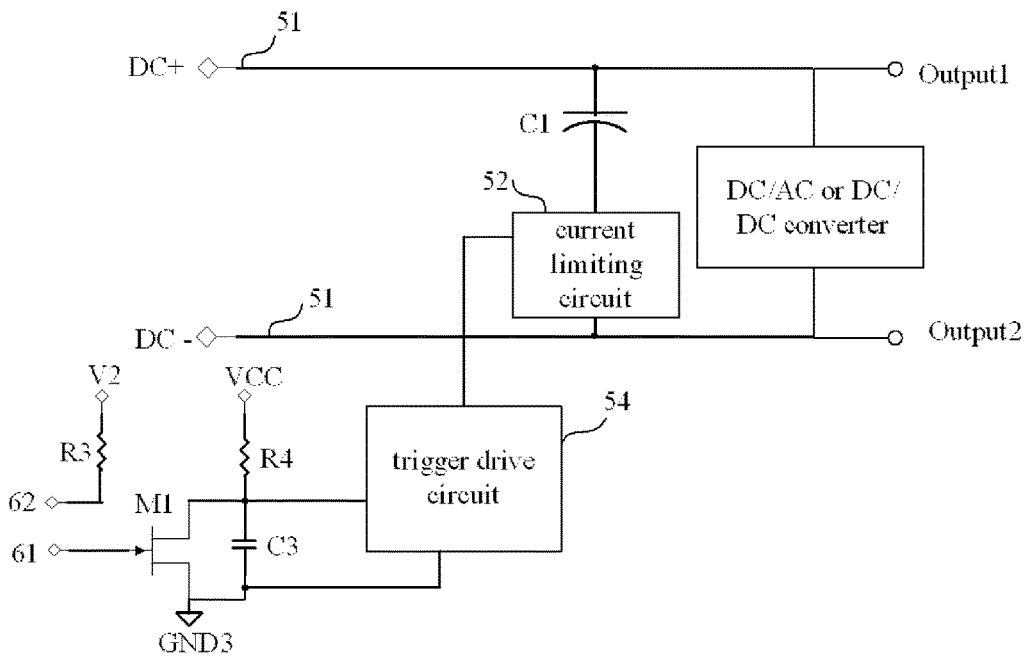 51
DC+
Output1
C1
52
DC/AC or DC/
DC converter
current
limiting
circuit
51
DC -
Output2
V2
VCC
54
R3
R4
trigger drive
circuit
62
M1
61
C3
GND3